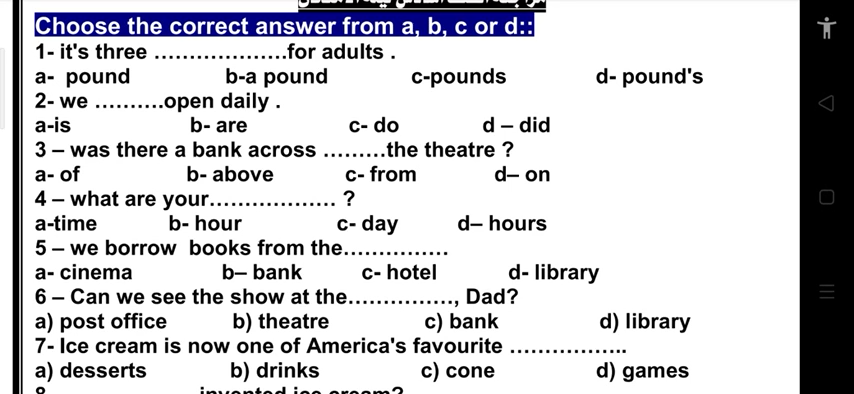 Choose the correct answer from a, b, c or d::
1- it's three ...................for adults .
a- pound b-a pound c-pounds d- pound's
2- we ..........open daily .
a-is b- are c- do d – did
3 – was there a bank across .........the theatre ?
a- of b- above c- from d– on
4 – what are your.................. ?
a-time b- hour c- day d– hours
5 – we borrow books from the...............
a- cinema b– bank c- hotel d- library
6 – Can we see the show at the..............., Dad?
a) post office b) theatre c) bank d) library
7- Ice cream is now one of America's favourite .................
a) desserts b) drinks c) cone d) games
invented ice cream?